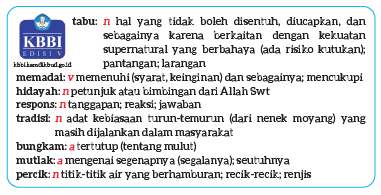 tabu: n hal yang tidak boleh disentuh, diucapkan, dan
sebagainya karena berkaitan dengan kekuatan
supernatural yang berbahaya (ada risiko kutukan);
pantangan; larangan
KBBI
EDISI V
kbbi.kemdikbud.go.id
memadai: v memenuhi (syarat, keinginan) dan sebagainya; mencukupi
hidayah: n petunjuk atau bimbingan dari Allah Swt
respons: n tanggapan; reaksi; jawaban
tradisi: n adat kebiasaan turun-temurun (dari nenek moyang) yang
masih dijalankan dalam masyarakat
bungkam: a tertutup (tentang mulut)
mutlak: a mengenai segenapnya (segalanya); seutuhnya
percik: n titik-titik air yang berhamburan; recik-recik; renjis